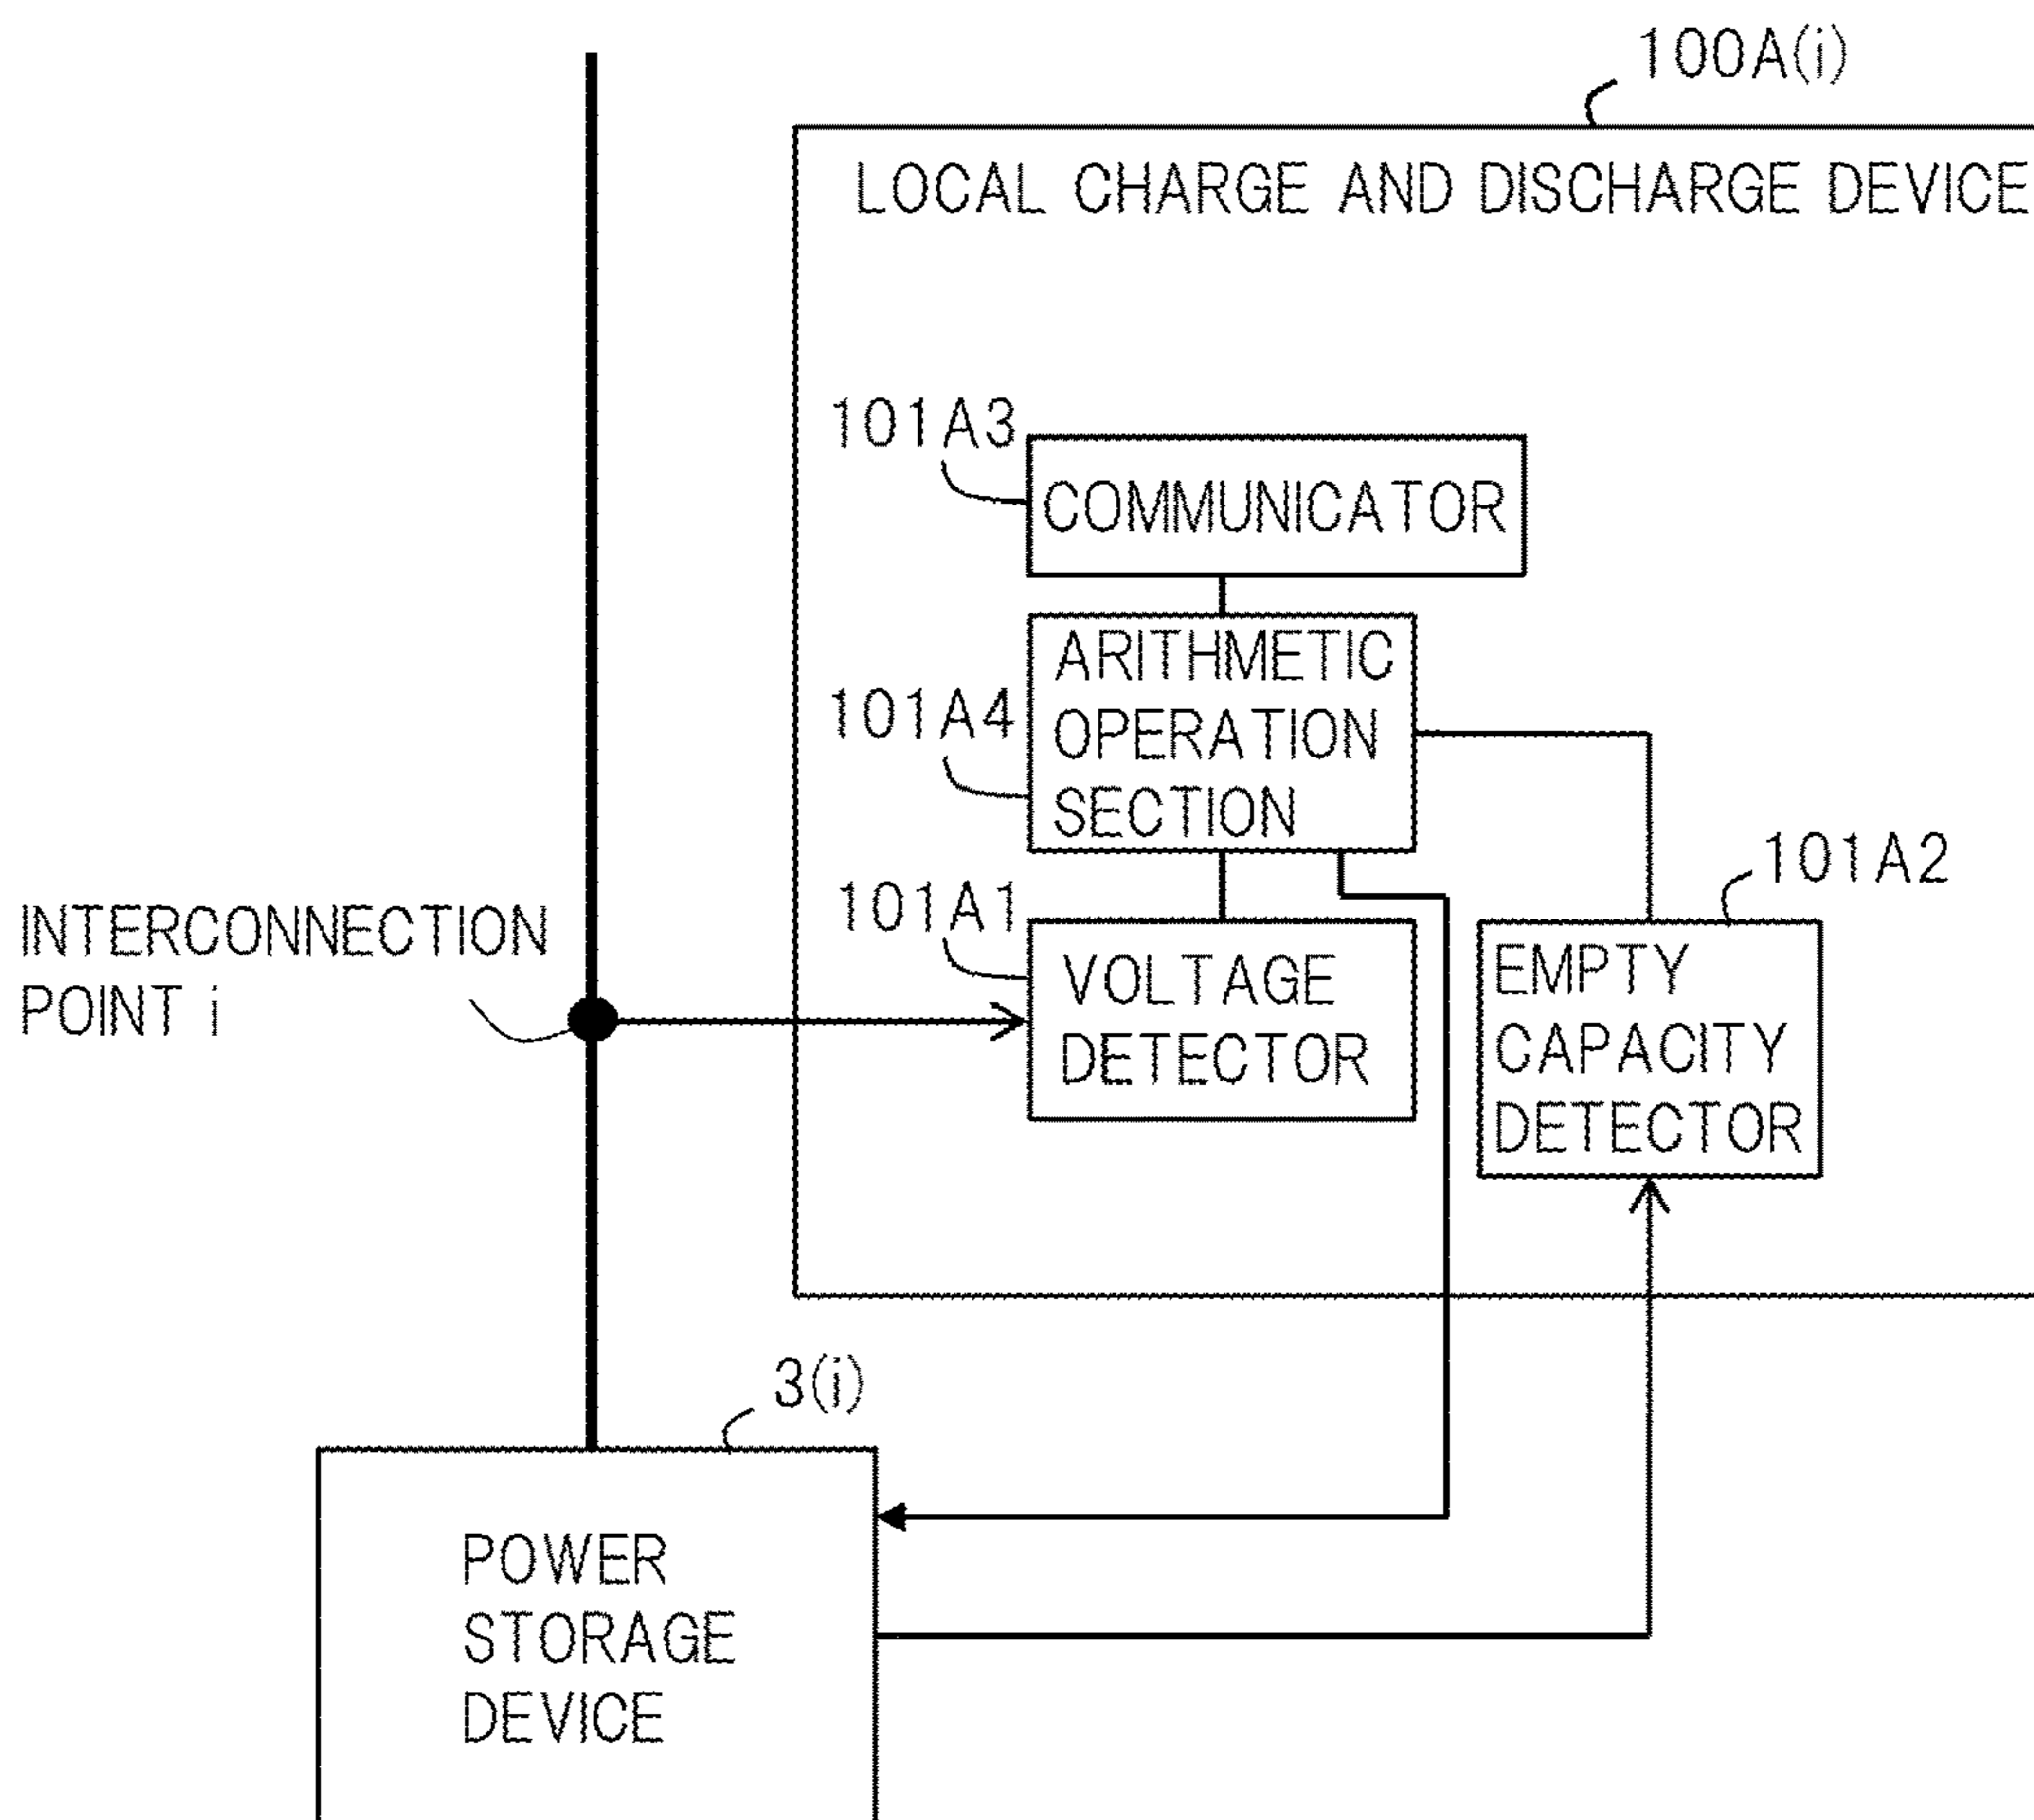 100A(i)
LOCAL CHARGE AND DISCHARGE DEVICE
101A3
COMMUNICATOR
101A4
ARITHMETIC
OPERATION
SECTION
101A1
VOLTAGE
DETECTOR
101A2
EMPTY
CAPACITY
DETECTOR
INTERCONNECTION
POINT i
3(i)
POWER
STORAGE
DEVICE